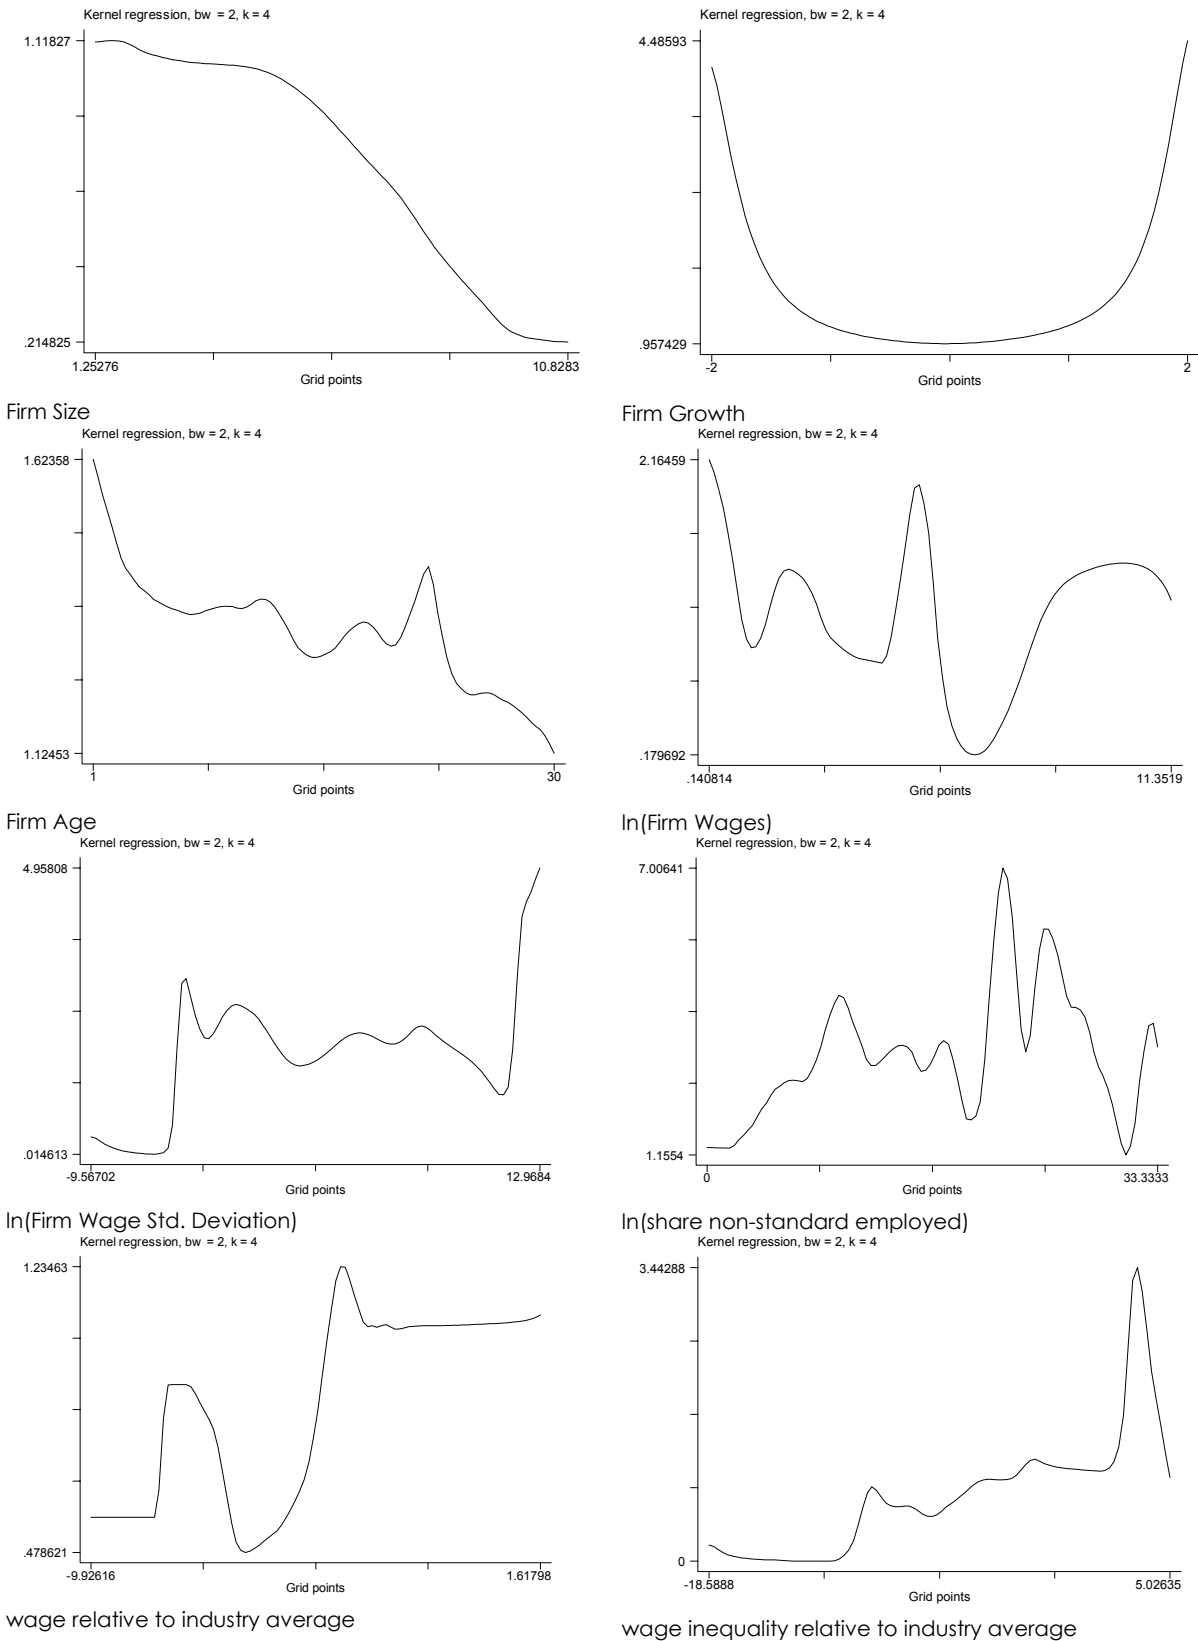 Kernel regression, bw = 2, k = 4
1.11827
.214825
1.25276
10.8283
Grid points
Firm Size
Kernel regression, bw = 2, k = 4
4.48593
.957429
-2
2
Grid points
Firm Growth
Kernel regression, bw = 2, k = 4
1.62358
1.12453
1
30
Grid points
Firm Age
Kernel regression, bw = 2, k = 4
2.16459
.179692
.140814
11.3519
Grid points
ln(Firm Wages)
Kernel regression, bw = 2, k = 4
4.95808
.014613
-9.56702
12.9684
Grid points
ln(Firm Wage Std. Deviation)
Kernel regression, bw = 2, k = 4
7.00641
1.1554
0
33.3333
Grid points
ln(share non-standard employed)
Kernel regression, bw = 2, k = 4
1.23463
.478621
-9.92616
1.61798
Grid points
wage relative to industry average
Kernel regression, bw = 2, k = 4
3.44288
0
-18.5888
5.02635
Grid points
wage inequality relative to industry average